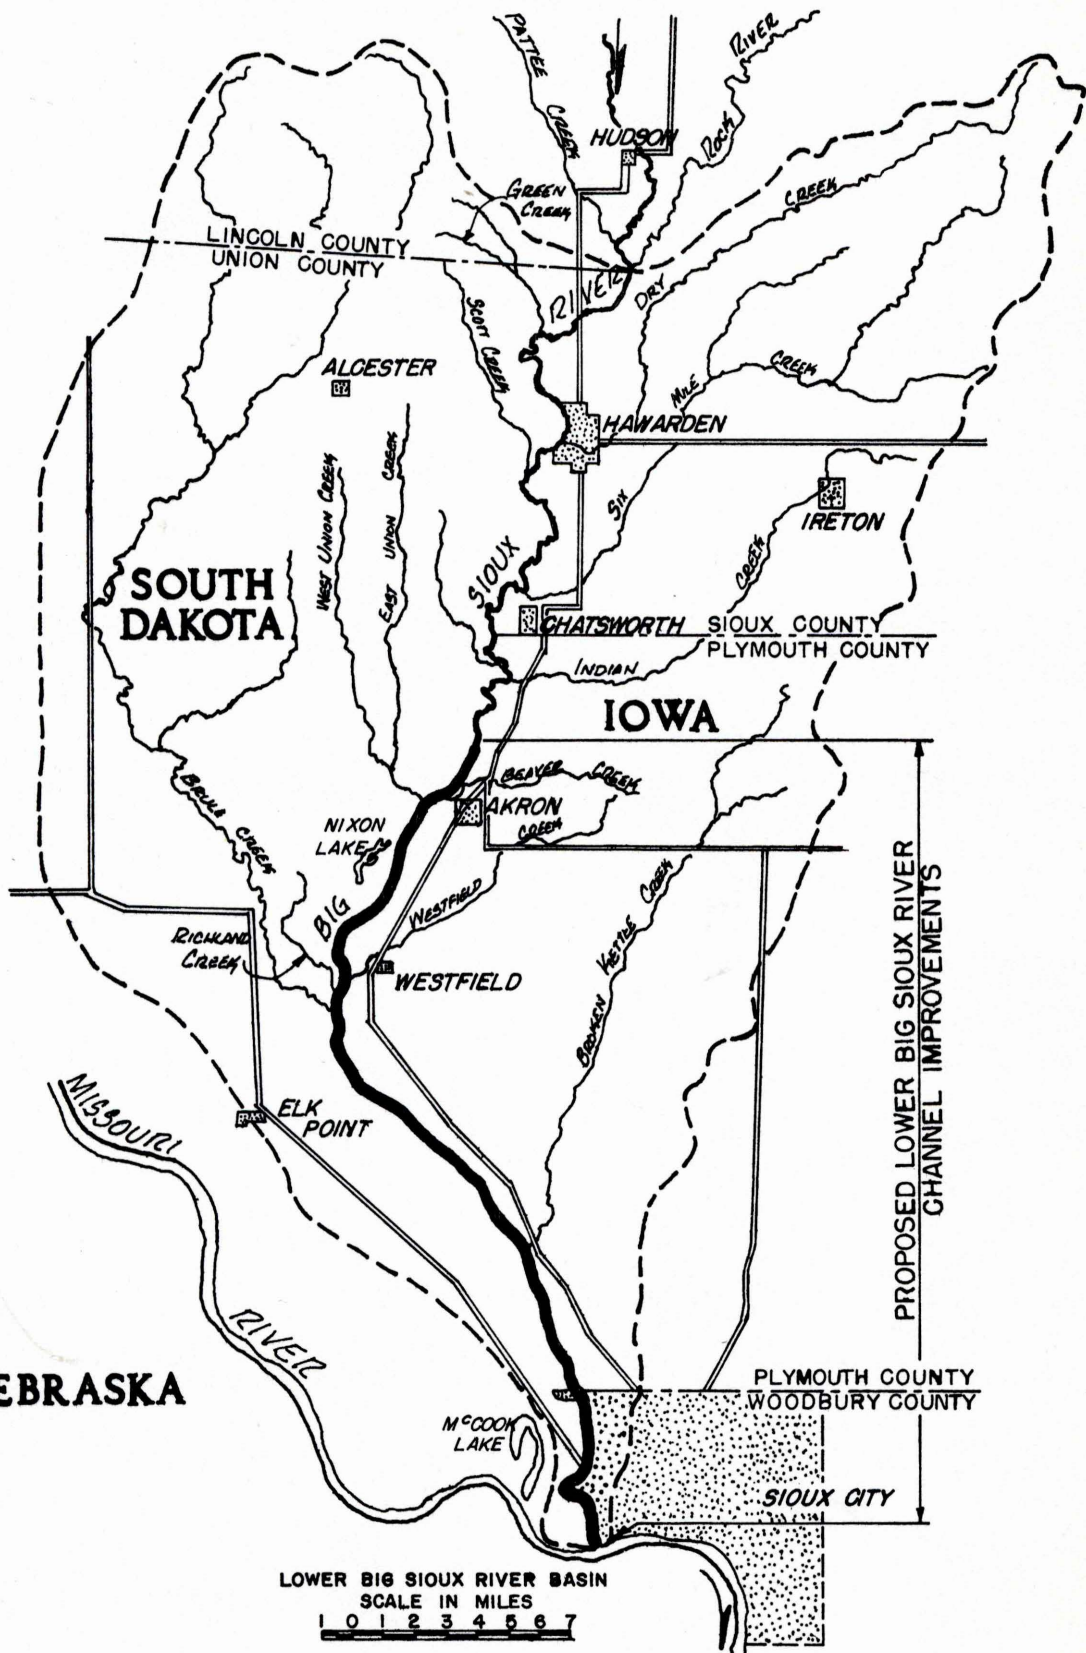 PATTEE
CREEK
ROCK RIVER
HUDSON
GREEN
CREEK
DRY CREEK
LINCOLN COUNTY
UNION COUNTY
RIVER
SCOTT CREEK
ALCESTER
SIX MILE CREEK
HAWARDEN
WEST UNION CREEK
EAST UNION CREEK
IRETON
SIOUX
SOUTH
DAKOTA
CREEK
CHATSWORTH
SIOUX COUNTY
PLYMOUTH COUNTY
INDIAN
IOWA
BEAVER CREEK
BRULE CREEK
AKRON
NIXON
LAKE
CREEK
WESTFIELD
BIG
RICHLAND
CREEK
WESTFIELD
BROKEN KETTLE CREEK
PROPOSED LOWER BIG SIOUX RIVER
CHANNEL IMPROVEMENTS
MISSOURI
ELK
POINT
RIVER
EBRASKA
PLYMOUTH COUNTY
WOODBURY COUNTY
McCOOK
LAKE
SIOUX CITY
LOWER BIG SIOUX RIVER BASIN
SCALE IN MILES
1 0 1 2 3 4 5 6 7